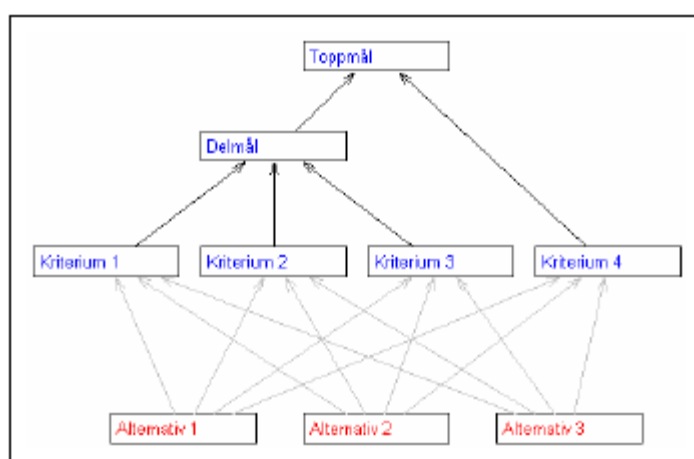 Toppmål
Delmål
Kriterium 1
Kriterium 2
Kriterium 3
Kriterium 4
Alternativ 1
Alternativ 2
Alternativ 3